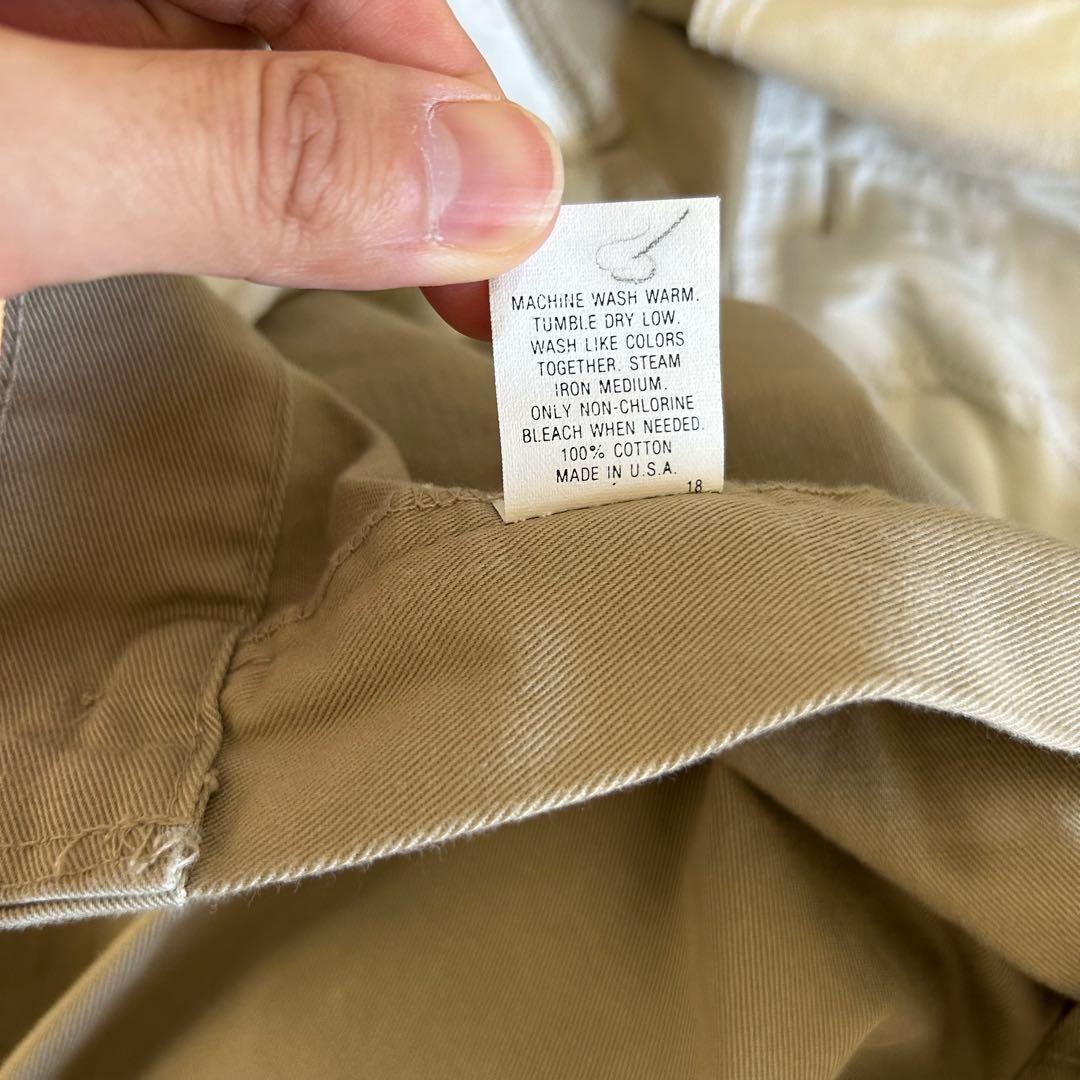 MACHINE WASH WARM.
TUMBLE DRY LOW.
WASH LIKE COLORS
TOGETHER. STEAM
IRON MEDIUM.
ONLY NON-CHLORINE
BLEACH WHEN NEEDED.
100% COTTON
MADE IN U.S.A.
18